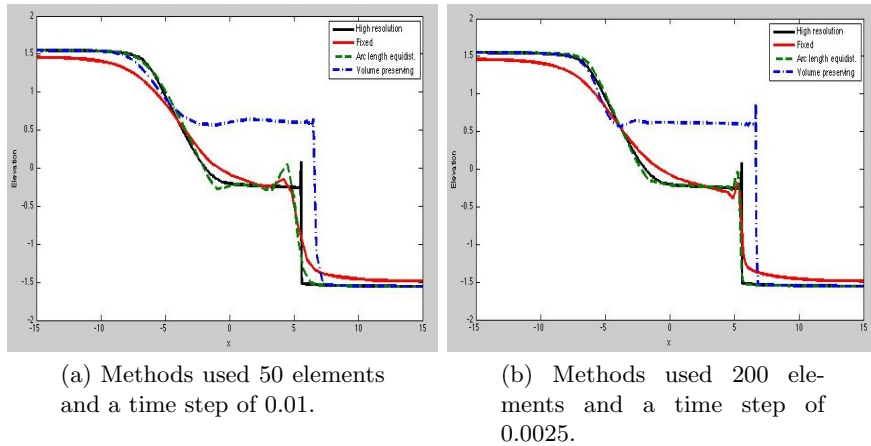 2
1.5
1
0.5
0
-0.5
-1
-1.5
-2
Elevation
-15
-10
-5
0
5
10
15
x
High resolution
Fixed
Arc length equidist.
Volume preserving
(a) Methods used 50 elements
and a time step of 0.01.
2
1.5
1
0.5
0
-0.5
-1
-1.5
-2
Elevation
-15
-10
-5
0
5
10
15
x
High resolution
Fixed
Arc length equidist.
Volume preserving
(b) Methods used 200 ele-
ments and a time step of
0.0025.